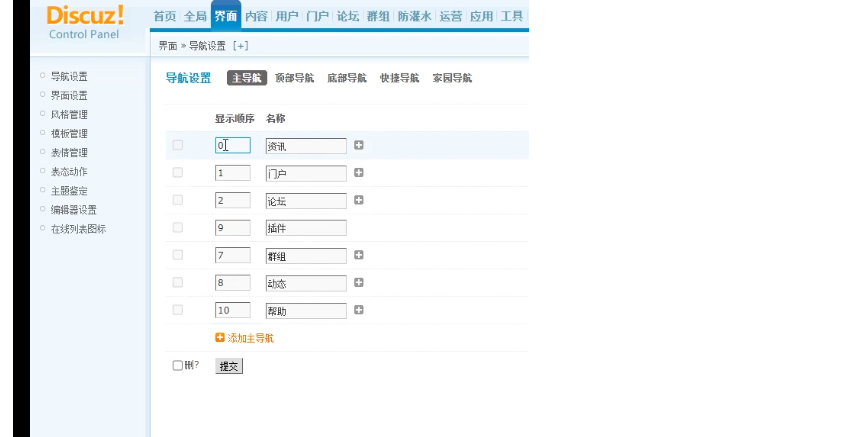 Discuz!
Control Panel
首页 全局 界面 内容 用户 门户 论坛 群组 防灌水 运营 应用 工具
界面 » 导航设置 [+]
导航设置
界面设置
风格管理
模板管理
表情管理
表态动作
主题鉴定
编辑器设置
在线列表图标
导航设置 主导航 顶部导航 底部导航 快捷导航 家园导航
显示顺序 名称
0 资讯
1 门户
2 论坛
9 插件
7 群组
8 动态
10 帮助
添加主导航
删? 提交